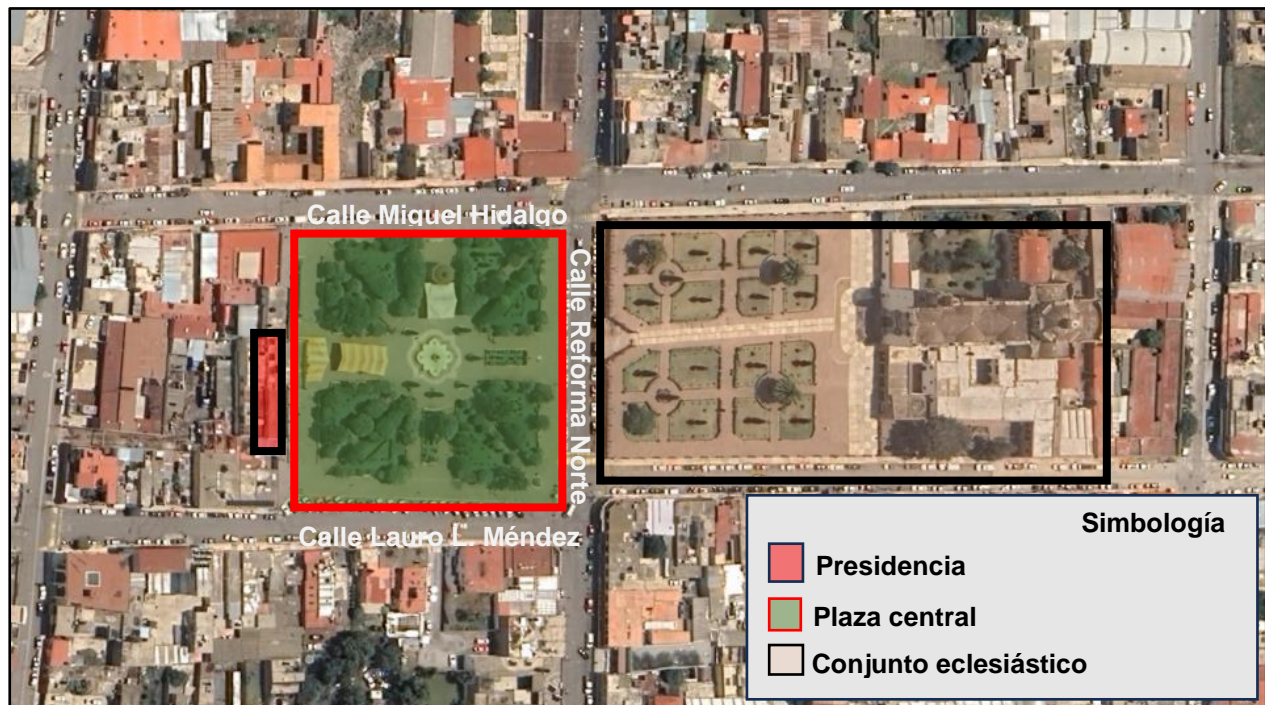 Calle Miguel Hidalgo
Calle Reforma Norte
Calle Lauro L. Méndez
Simbología
Presidencia
Plaza central
Conjunto eclesiástico